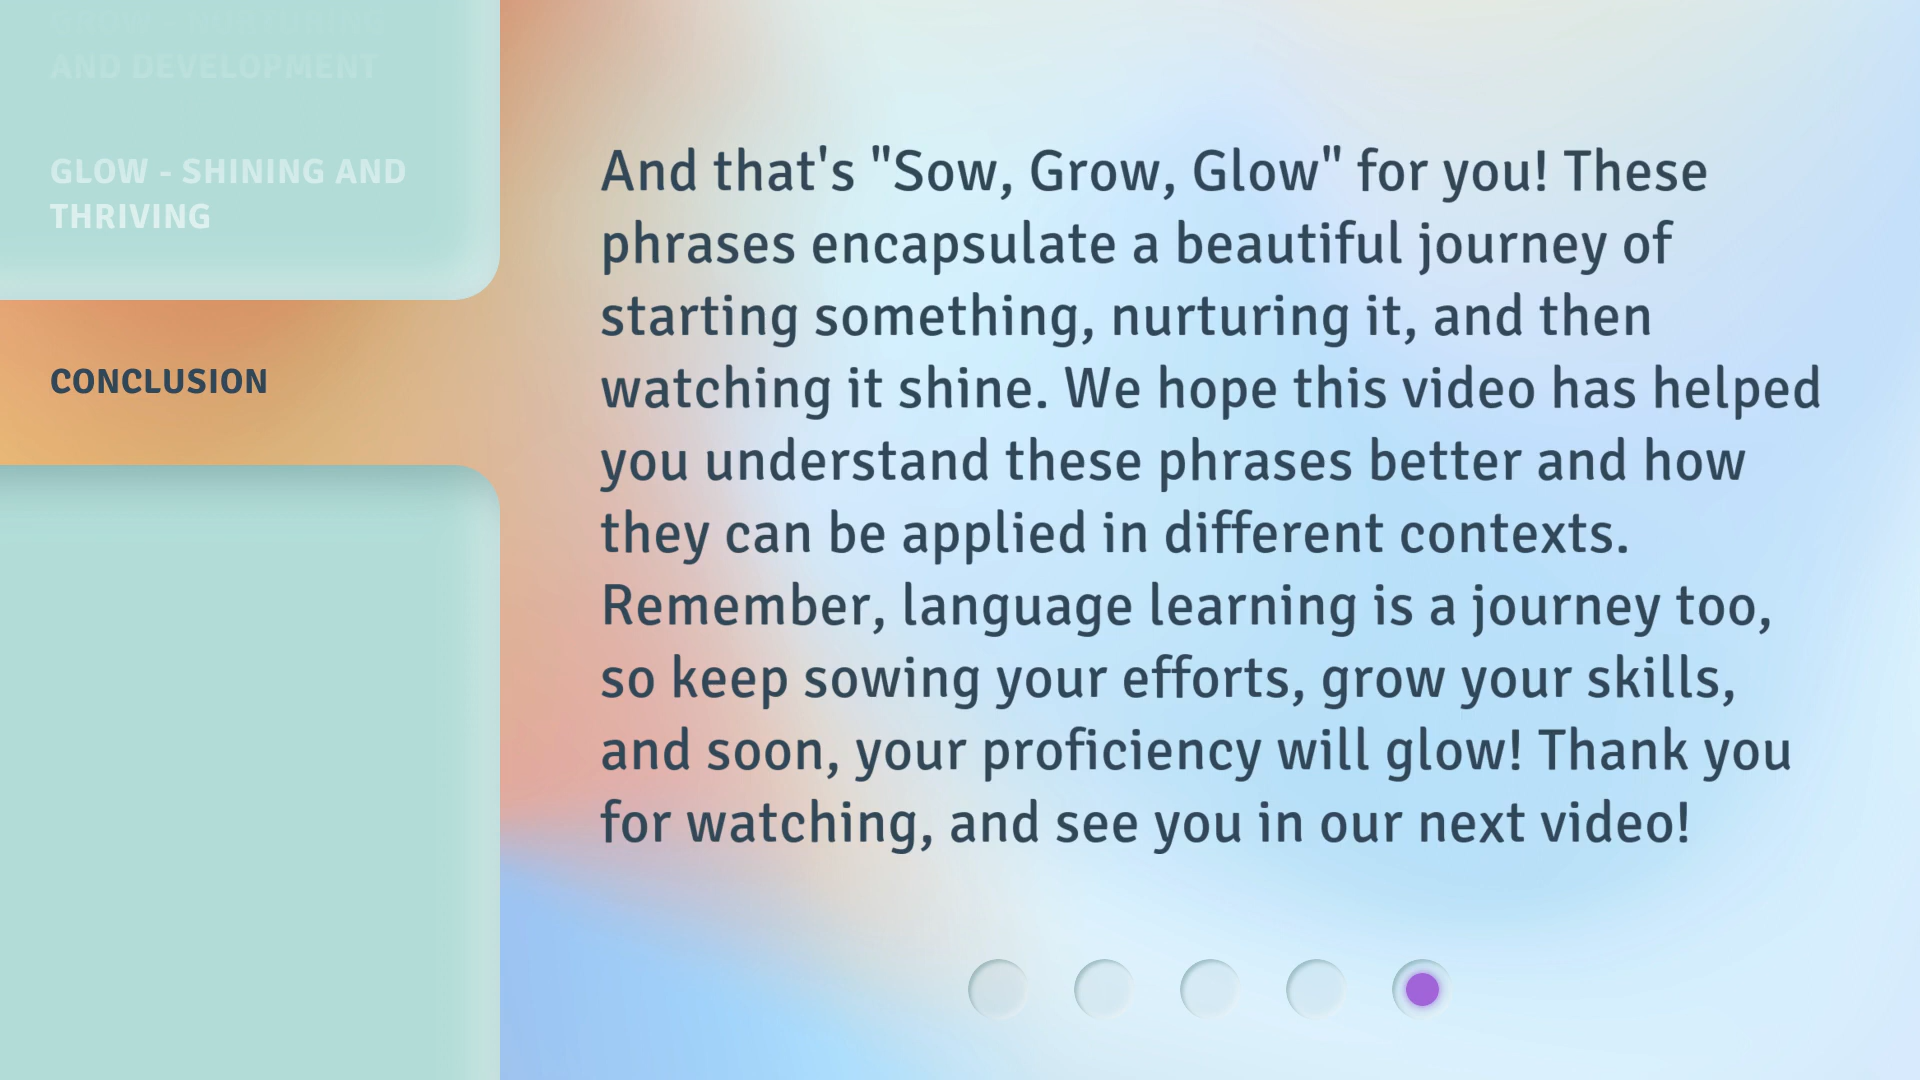 AND DEVELOPMENT
GLOW - SHINING AND
THRIVING
CONCLUSION
And that's "Sow, Grow, Glow" for you! These
phrases encapsulate a beautiful journey of
starting something, nurturing it, and then
watching it shine. We hope this video has helped
you understand these phrases better and how
they can be applied in different contexts.
Remember, language learning is a journey too,
so keep sowing your efforts, grow your skills,
and soon, your proficiency will glow! Thank you
for watching, and see you in our next video!